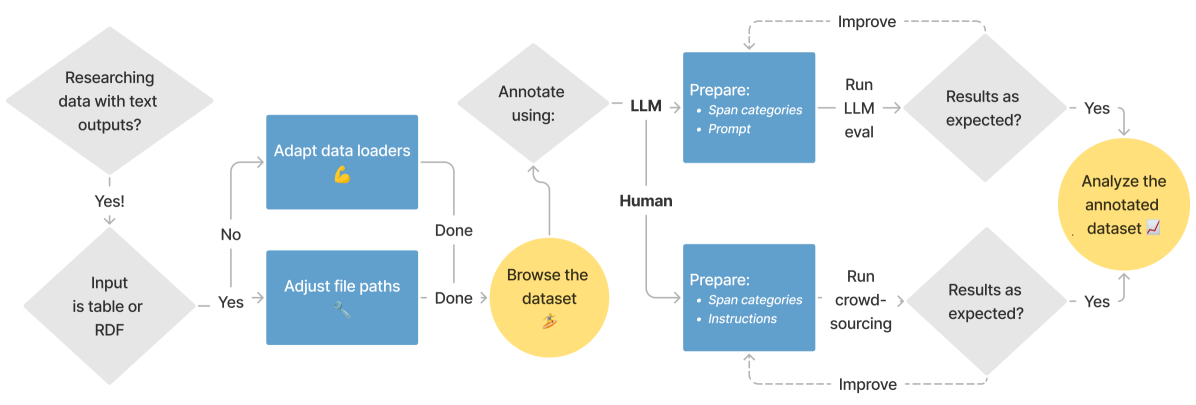 Researching
data with text
outputs?
Yes!
Input
is table or
RDF
No
Yes
Adapt data loaders
💪
Adjust file paths
🔧
Done
Done
Browse the
dataset
🏄
Annotate
using:
LLM
Human
Prepare:
• Span categories
• Prompt
Run
LLM
eval
Improve
Results as
expected?
Yes
Prepare:
• Span categories
• Instructions
Run
crowd-
sourcing
Improve
Results as
expected?
Yes
Analyze the
annotated
. dataset 📈